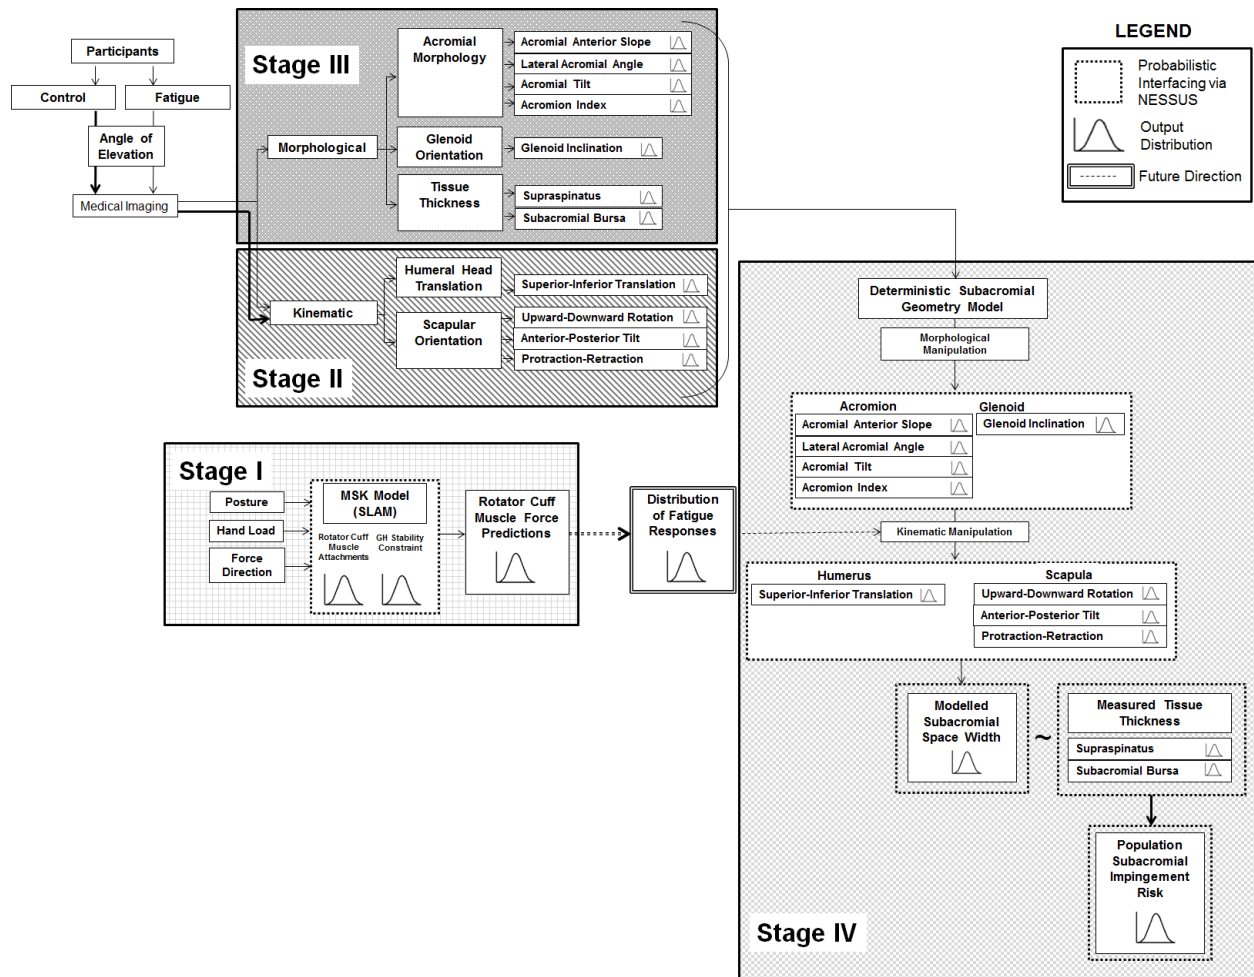 Participants
Control
Fatigue
Angle of
Elevation
Medical Imaging
Stage III
Morphological
Acromial
Morphology
Acromial Anterior Slope
Lateral Acromial Angle
Acromial Tilt
Acromion Index
Glenoid
Orientation
Glenoid Inclination
Tissue
Thickness
Supraspinatus
Subacromial Bursa
Kinematic
Humeral Head
Translation
Superior-Inferior Translation
Scapular
Orientation
Upward-Downward Rotation
Anterior-Posterior Tilt
Protraction-Retraction
Stage II
LEGEND
Probabilistic
Interfacing via
NESSUS
Output
Distribution
Future Direction
Stage I
Posture
Hand Load
Force
Direction
MSK Model
(SLAM)
Rotator Cuff
Muscle
Attachments
GH Stability
Constraint
Rotator Cuff
Muscle Force
Predictions
Distribution
of Fatigue
Responses
Deterministic Subacromial
Geometry Model
Morphological
Manipulation
Acromion
Acromial Anterior Slope
Lateral Acromial Angle
Acromial Tilt
Acromion Index
Glenoid
Glenoid Inclination
Kinematic Manipulation
Humerus
Superior-Inferior Translation
Scapula
Upward-Downward Rotation
Anterior-Posterior Tilt
Protraction-Retraction
Modelled
Subacromial
Space Width
~
Measured Tissue
Thickness
Supraspinatus
Subacromial Bursa
Population
Subacromial
Impingement
Risk
Stage IV